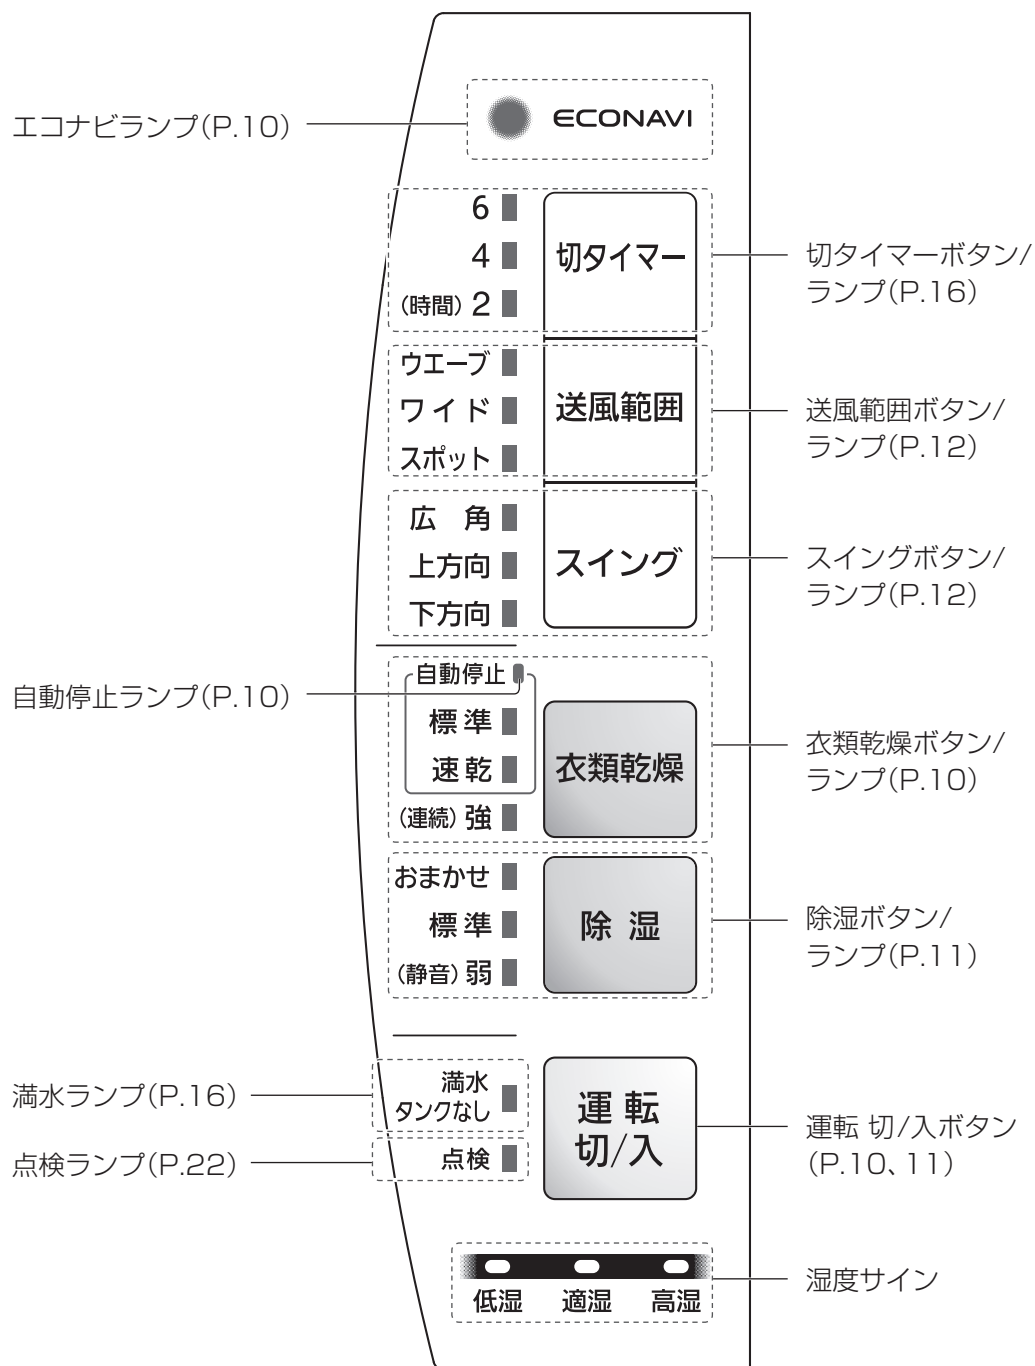 エコナビランプ(P.10)
ECONAVI
6
4
(時間) 2
切タイマー
切タイマーボタン/
ランプ(P.16)
ウエーブ
ワイド
スポット
送風範囲
送風範囲ボタン/
ランプ(P.12)
広 角
上方向
下方向
スイング
スイングボタン/
ランプ(P.12)
自動停止ランプ(P.10)
自動停止
標準
速乾
(連続) 強
衣類乾燥
衣類乾燥ボタン/
ランプ(P.10)
おまかせ
標準
(静音) 弱
除 湿
除湿ボタン/
ランプ(P.11)
満水ランプ(P.16)
満水
タンクなし
点検ランプ(P.22)
点検
運転
切/入
運転 切/入ボタン
(P.10、11)
低湿 適湿 高湿
湿度サイン